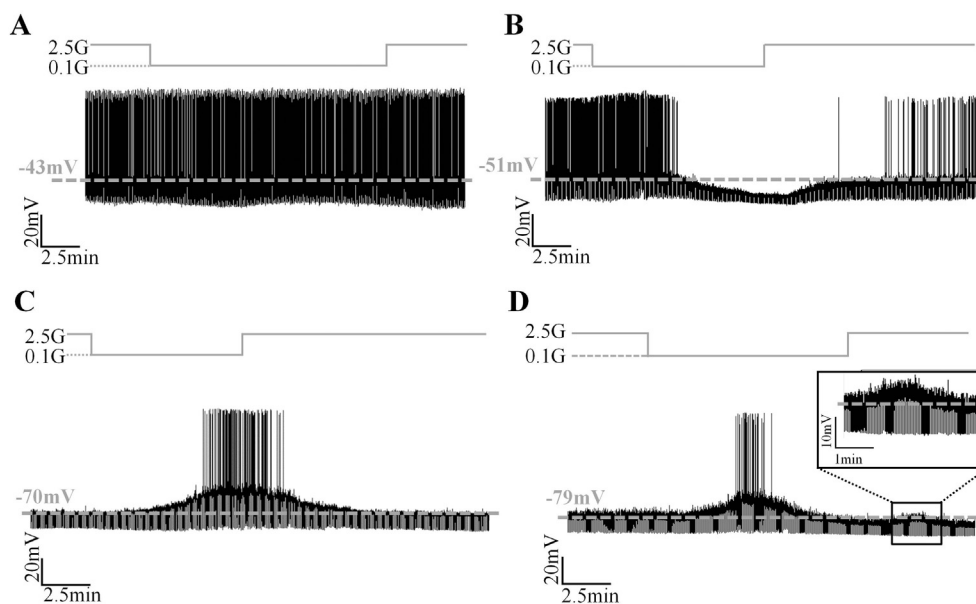 A
2.5G
0.1G
-43mV
20mV
2.5min
B
2.5G
0.1G
-51mV
20mV
2.5min
C
2.5G
0.1G
-70mV
20mV
2.5min
D
2.5G
0.1G
10mV
1min
-79mV
20mV
2.5min